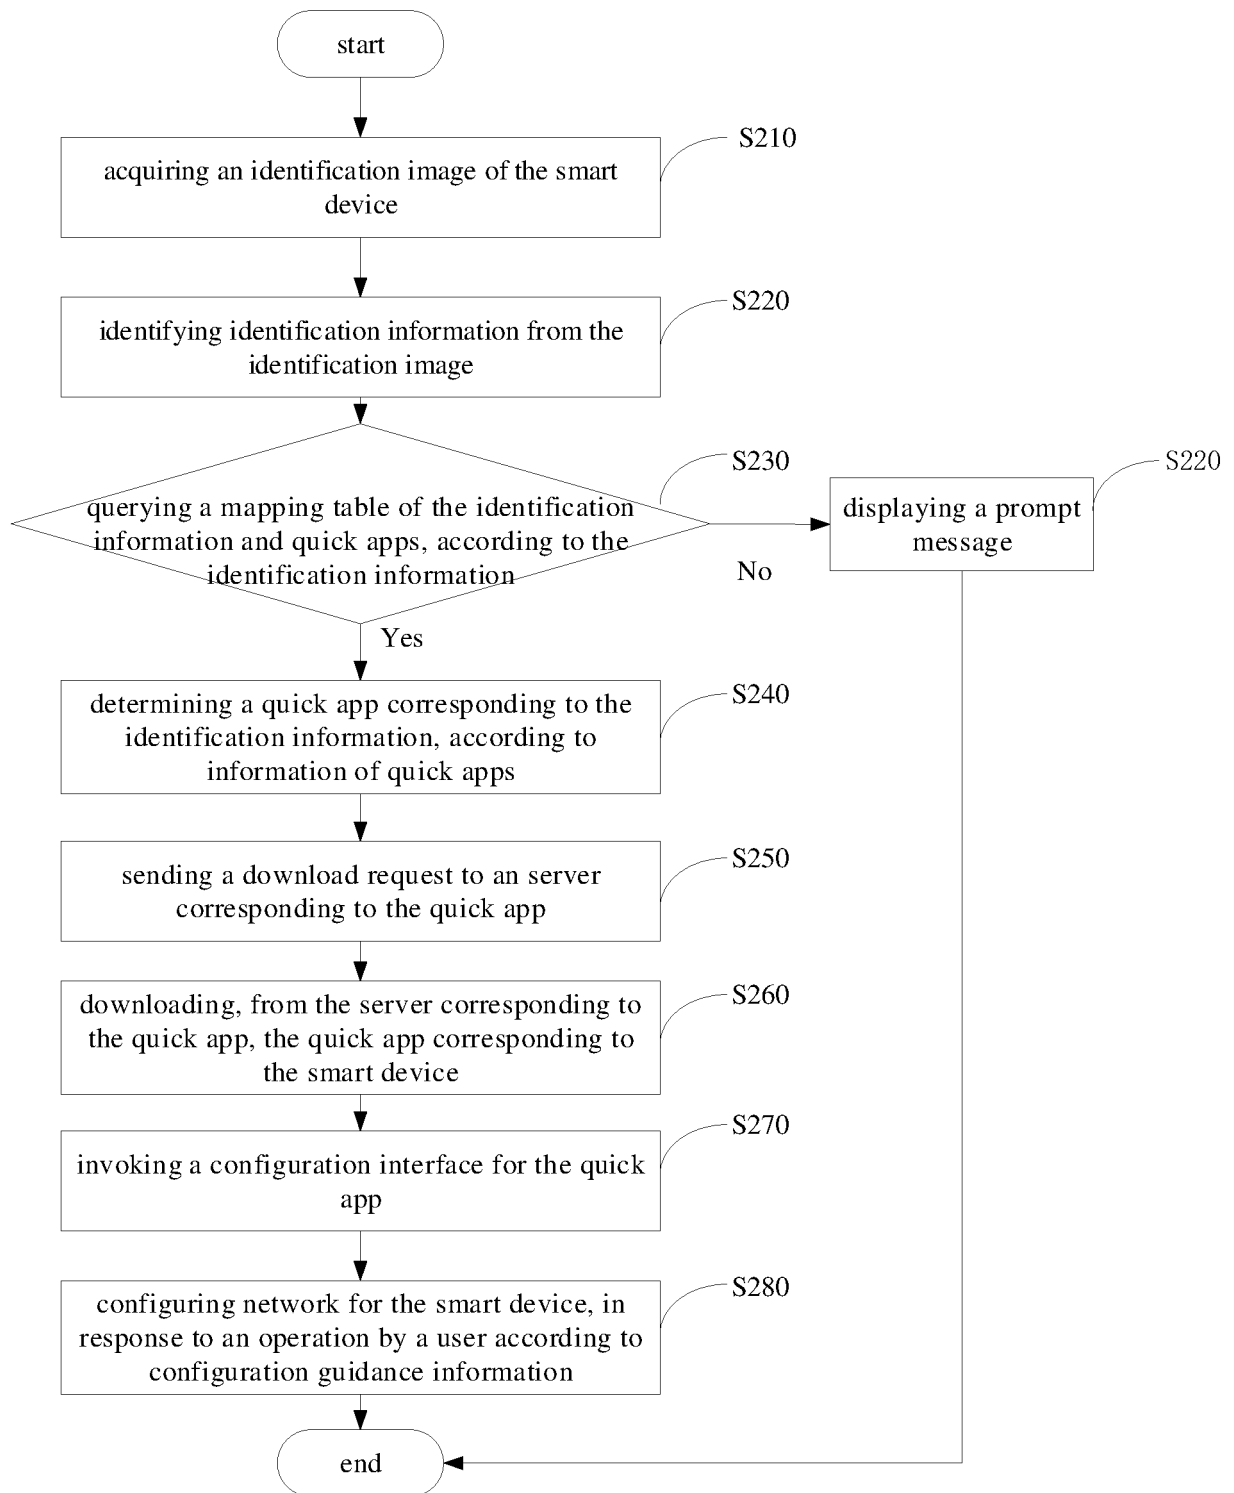 start
S210
acquiring an identification image of the smart
device
S220
identifying identification information from the
identification image
S230
querying a mapping table of the identification
information and quick apps, according to the
identification information
S220
displaying a prompt
message
No
Yes
S240
determining a quick app corresponding to the
identification information, according to
information of quick apps
S250
sending a download request to an server
corresponding to the quick app
S260
downloading, from the server corresponding to
the quick app, the quick app corresponding to
the smart device
S270
invoking a configuration interface for the quick
app
S280
configuring network for the smart device, in
response to an operation by a user according to
configuration guidance information
end